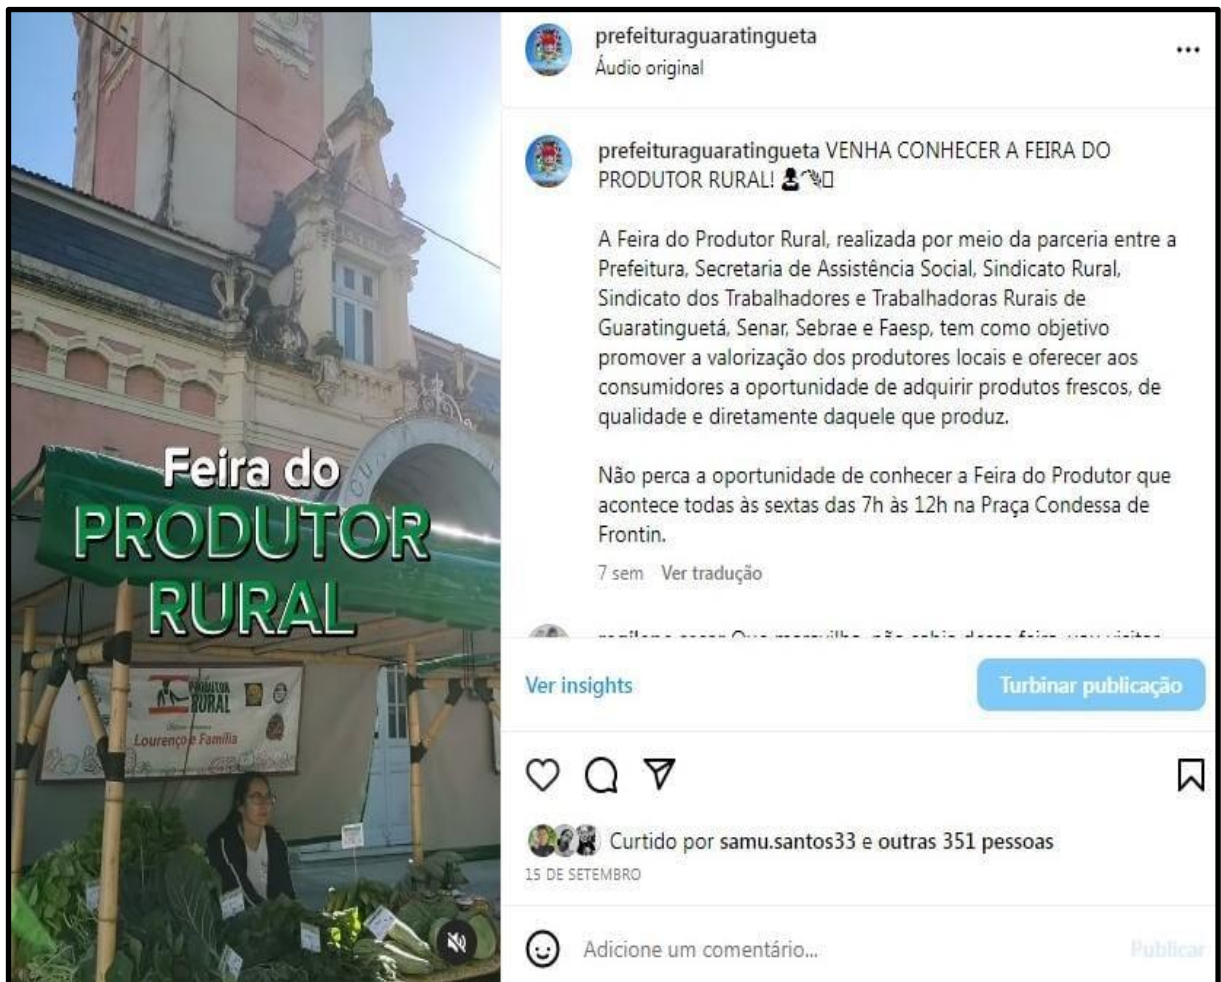 Feira do
PRODUTOR
RURAL
PRODUTOR
RURAL
Lourenço e Família
prefeituraguaratingueta
Áudio original
prefeituraguaratingueta VENHA CONHECER A FEIRA DO
PRODUTOR RURAL!
A Feira do Produtor Rural, realizada por meio da parceria entre a
Prefeitura, Secretaria de Assistência Social, Sindicato Rural,
Sindicato dos Trabalhadores e Trabalhadoras Rurais de
Guaratinguetá, Senar, Sebrae e Faesp, tem como objetivo
promover a valorização dos produtores locais e oferecer aos
consumidores a oportunidade de adquirir produtos frescos, de
qualidade e diretamente daquele que produz.
Não perca a oportunidade de conhecer a Feira do Produtor que
acontece todas às sextas das 7h às 12h na Praça Condessa de
Frontin.
7 sem Ver tradução
Ver insights
Turbinar publicação
Curtido por samu.santos33 e outras 351 pessoas
15 DE SETEMBRO
Adicione um comentário...
Publicar